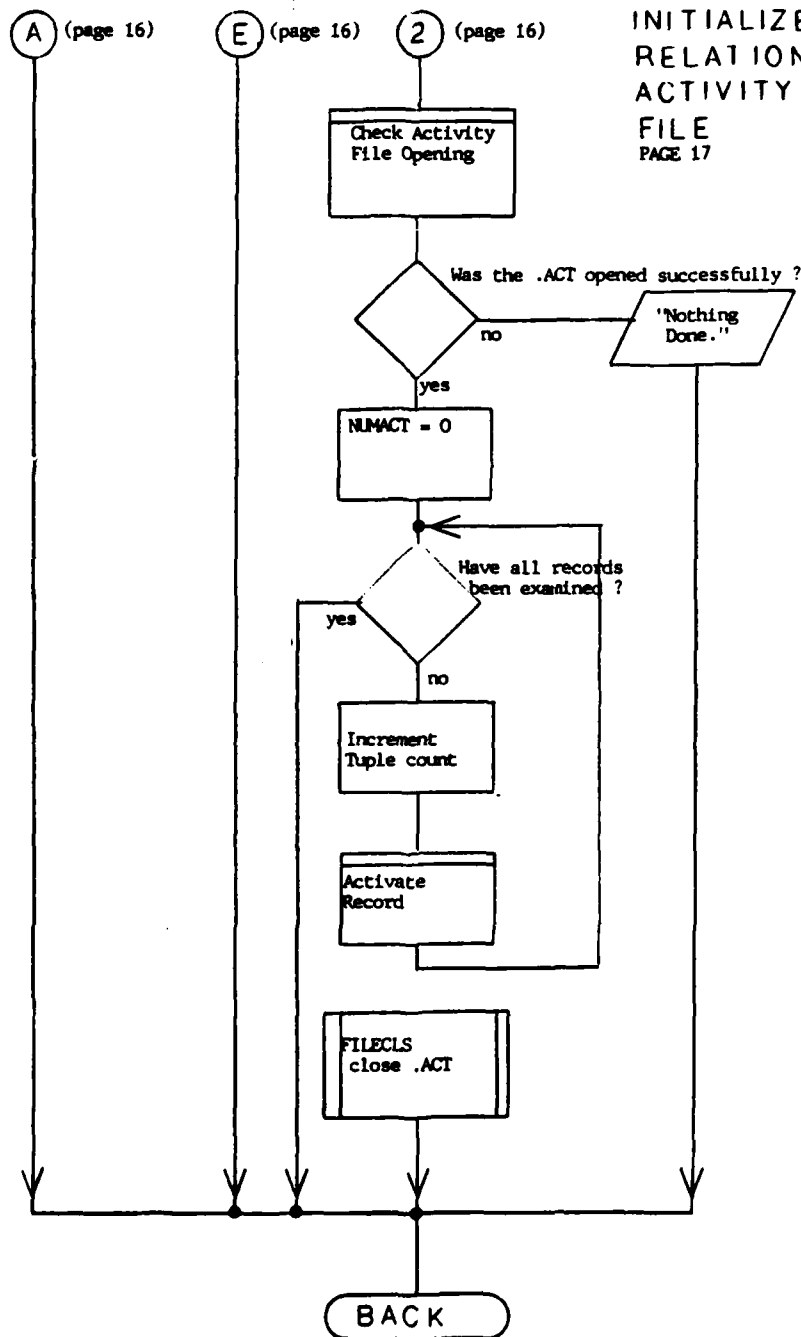 A (page 16)
E (page 16)
2 (page 16)
INITIALIZE
RELATION
ACTIVITY
FILE
PAGE 17
Check Activity
File Opening
Was the .ACT opened successfully ?
no
"Nothing
Done."
yes
NUMACT = 0
Have all records
been examined ?
yes
no
Increment
Tuple count
Activate
Record
FILECLS
close .ACT
BACK